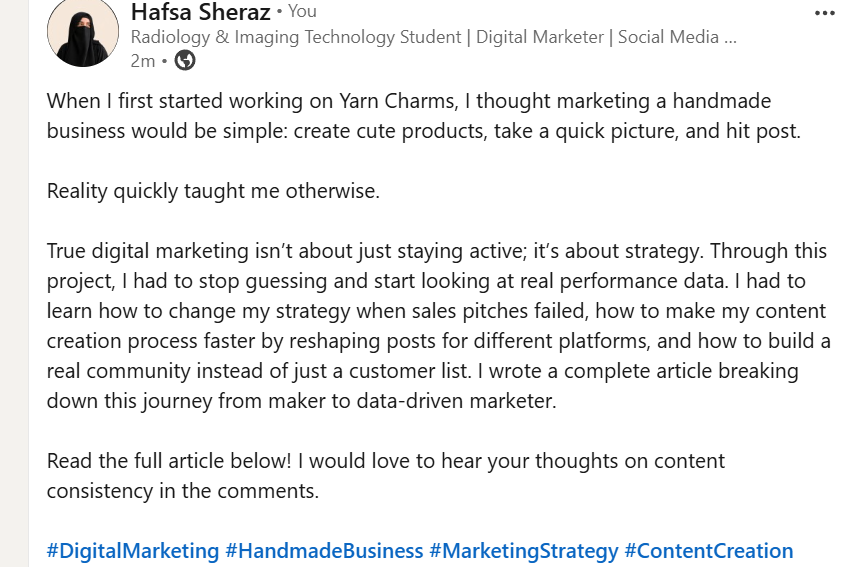 Hafsa Sheraz • You
Radiology & Imaging Technology Student | Digital Marketer | Social Media ...
2m •
When I first started working on Yarn Charms, I thought marketing a handmade
business would be simple: create cute products, take a quick picture, and hit post.
Reality quickly taught me otherwise.
True digital marketing isn’t about just staying active; it’s about strategy. Through this
project, I had to stop guessing and start looking at real performance data. I had to
learn how to change my strategy when sales pitches failed, how to make my content
creation process faster by reshaping posts for different platforms, and how to build a
real community instead of just a customer list. I wrote a complete article breaking
down this journey from maker to data-driven marketer.
Read the full article below! I would love to hear your thoughts on content
consistency in the comments.
#DigitalMarketing #HandmadeBusiness #MarketingStrategy #ContentCreation